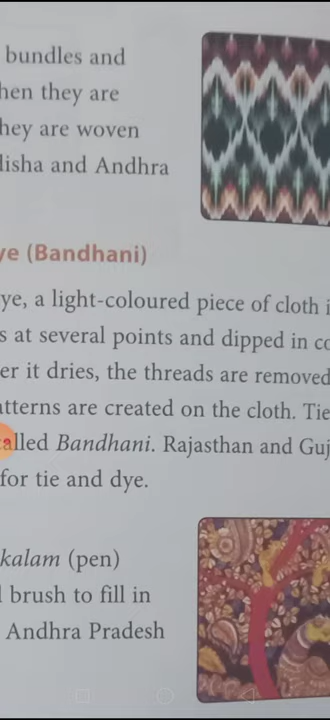 bundles and
hen they are
hey are woven
lisha and Andhra
ye (Bandhani)
ye, a light-coloured piece of cloth i
s at several points and dipped in co
er it dries, the threads are removed
atterns are created on the cloth. Tie
alled Bandhani. Rajasthan and Guj
for tie and dye.
kalam (pen)
brush to fill in
Andhra Pradesh